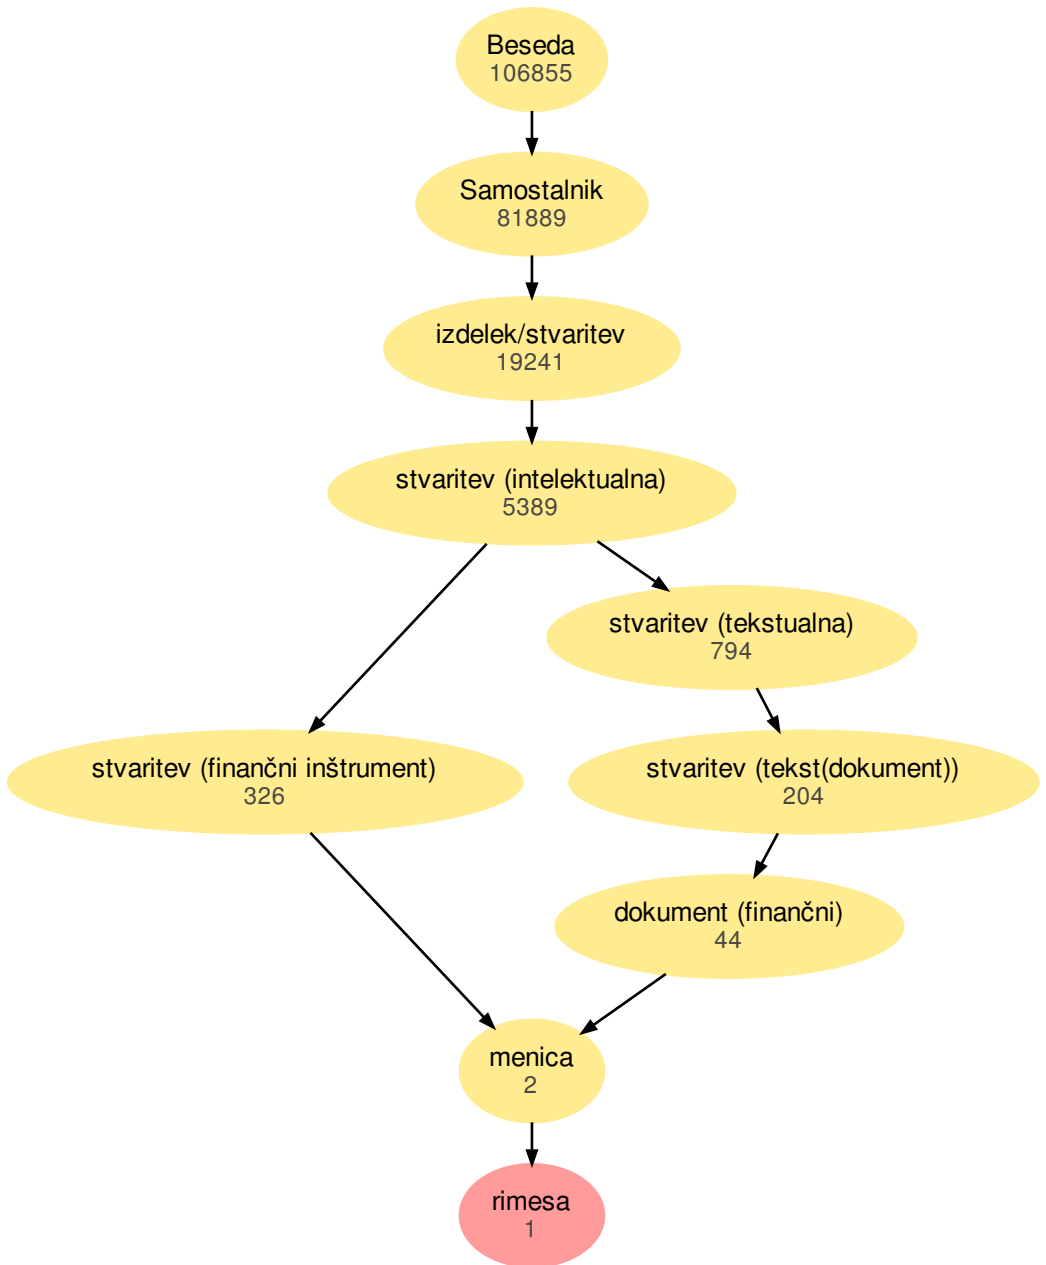 Beseda
106855
Samostalnik
81889
izdelek/stvaritev
19241
stvaritev (intelektualna)
5389
stvaritev (tekstualna)
794
stvaritev (finančni inštrument)
326
stvaritev (tekst(dokument))
204
dokument (finančni)
44
menica
2
rimesa
1